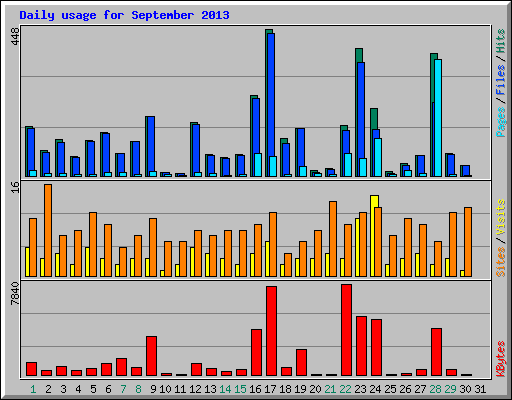 Daily usage for September 2013
448
Pages / Files / Hits
16
Sites / Visits
7840
KBytes
1 2 3 4 5 6 7 8 9 10 11 12 13 14 15 16 17 18 19 20 21 22 23 24 25 26 27 28 29 30 31